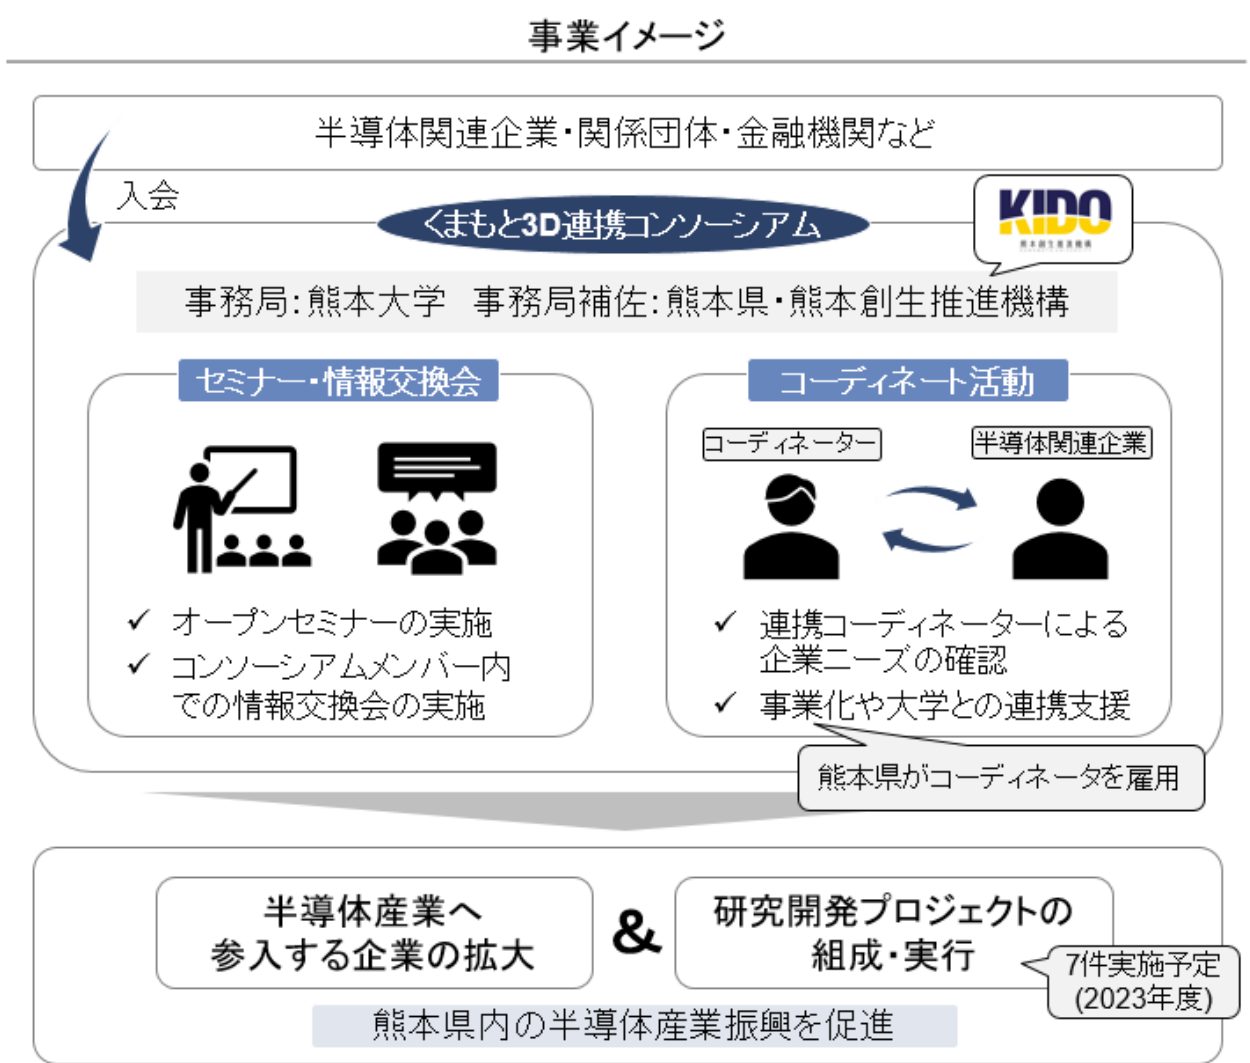 事業イメージ
半導体関連企業・関係団体・金融機関など
入会
くまもと3D連携コンソーシアム
KIDO
熊本創生推進機構
事務局:熊本大学　事務局補佐:熊本県・熊本創生推進機構
セミナー・情報交換会
✓ オープンセミナーの実施
✓ コンソーシアムメンバー内
での情報交換会の実施
コーディネート活動
コーディネーター
半導体関連企業
✓ 連携コーディネーターによる
企業ニーズの確認
✓ 事業化や大学との連携支援
熊本県がコーディネータを雇用
半導体産業へ
参入する企業の拡大
&
研究開発プロジェクトの
組成・実行
7件実施予定
(2023年度)
熊本県内の半導体産業振興を促進